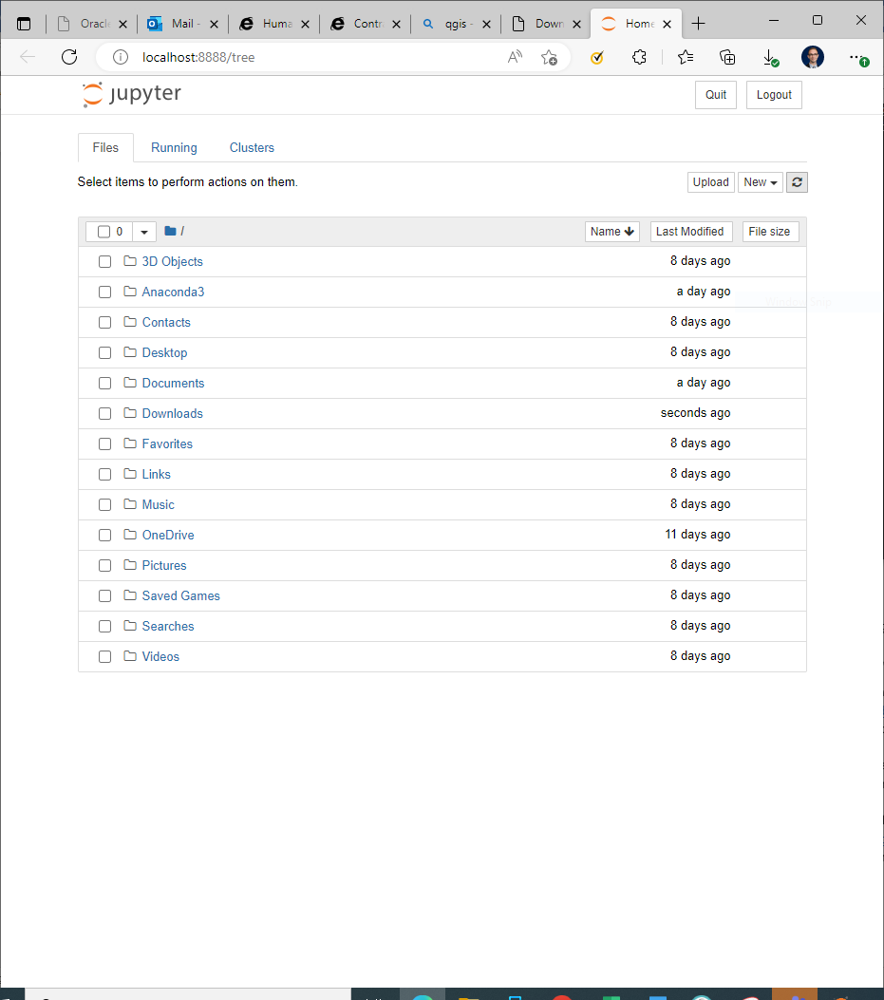 Oracle Mail - Huma Contr qgis - Down Home
localhost:8888/tree
jupyter Quit Logout
Files Running Clusters
Select items to perform actions on them. Upload New
0 / Name Last Modified File size
3D Objects 8 days ago
Anaconda3 a day ago
Contacts 8 days ago
Desktop 8 days ago
Documents a day ago
Downloads seconds ago
Favorites 8 days ago
Links 8 days ago
Music 8 days ago
OneDrive 11 days ago
Pictures 8 days ago
Saved Games 8 days ago
Searches 8 days ago
Videos 8 days ago